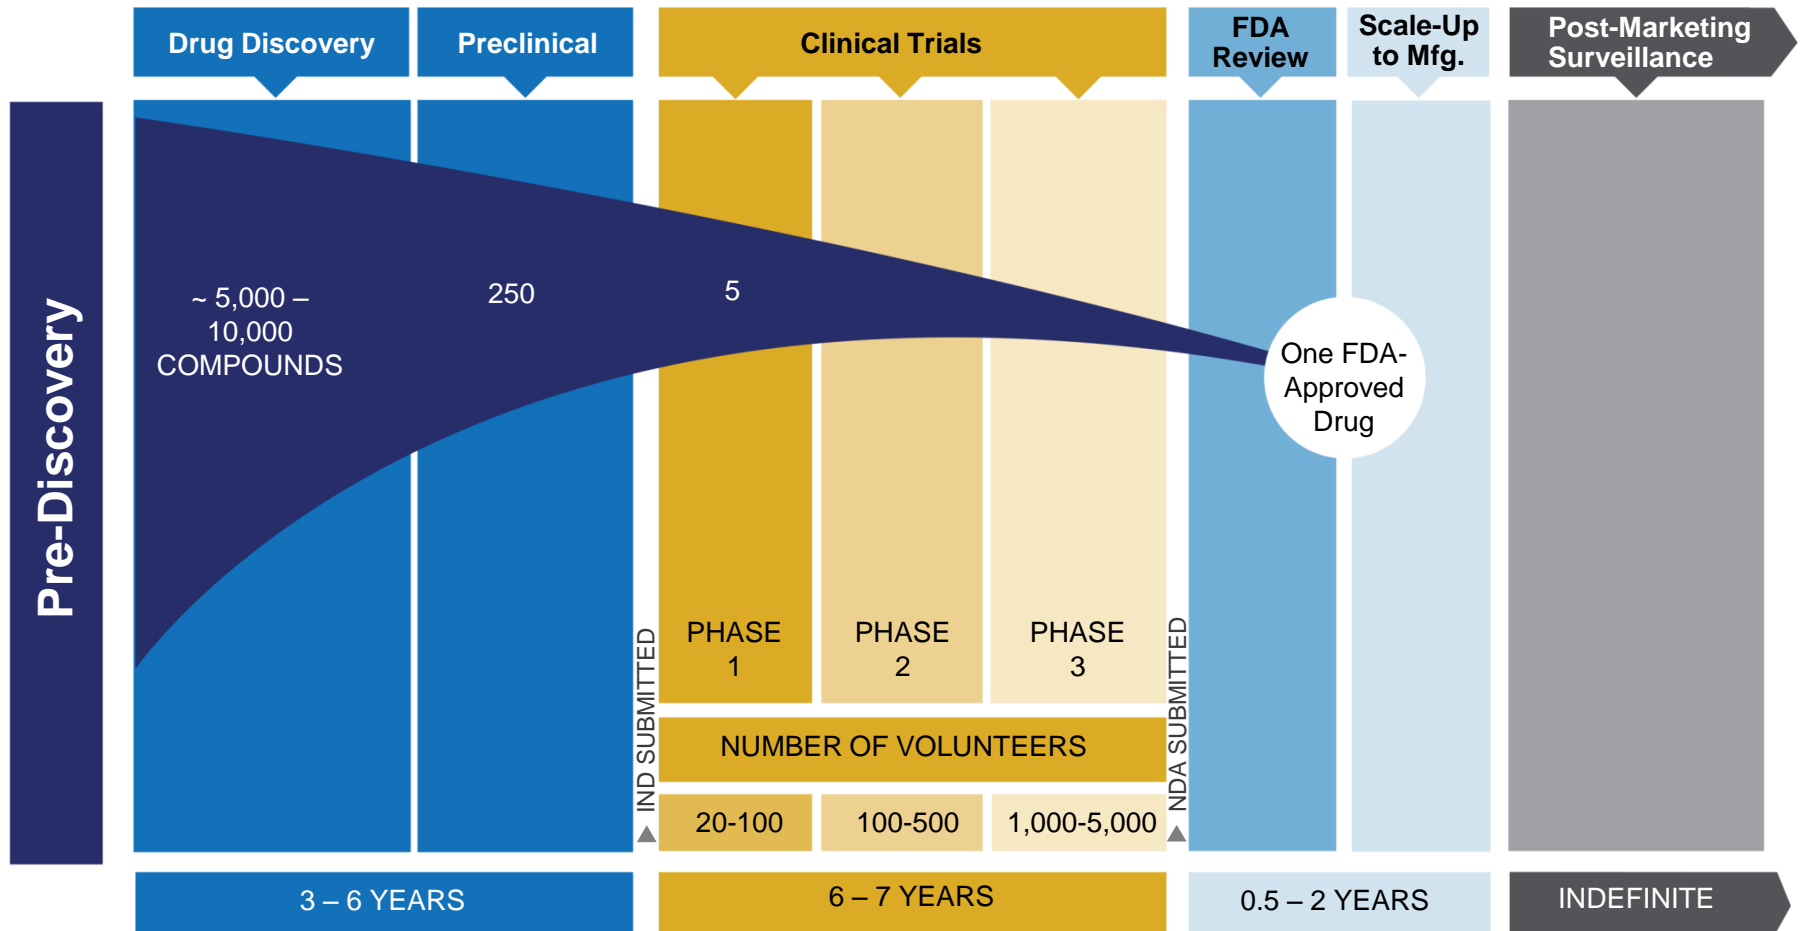 Drug Discovery
Preclinical
Clinical Trials
FDA
Review
Scale-Up
to Mfg.
Post-Marketing
Surveillance
Pre-Discovery
~ 5,000 –
10,000
COMPOUNDS
250
5
One FDA-
Approved
Drug
IND SUBMITTED
PHASE
1
PHASE
2
PHASE
3
NDA SUBMITTED
NUMBER OF VOLUNTEERS
20-100
100-500
1,000-5,000
3 – 6 YEARS
6 – 7 YEARS
0.5 – 2 YEARS
INDEFINITE